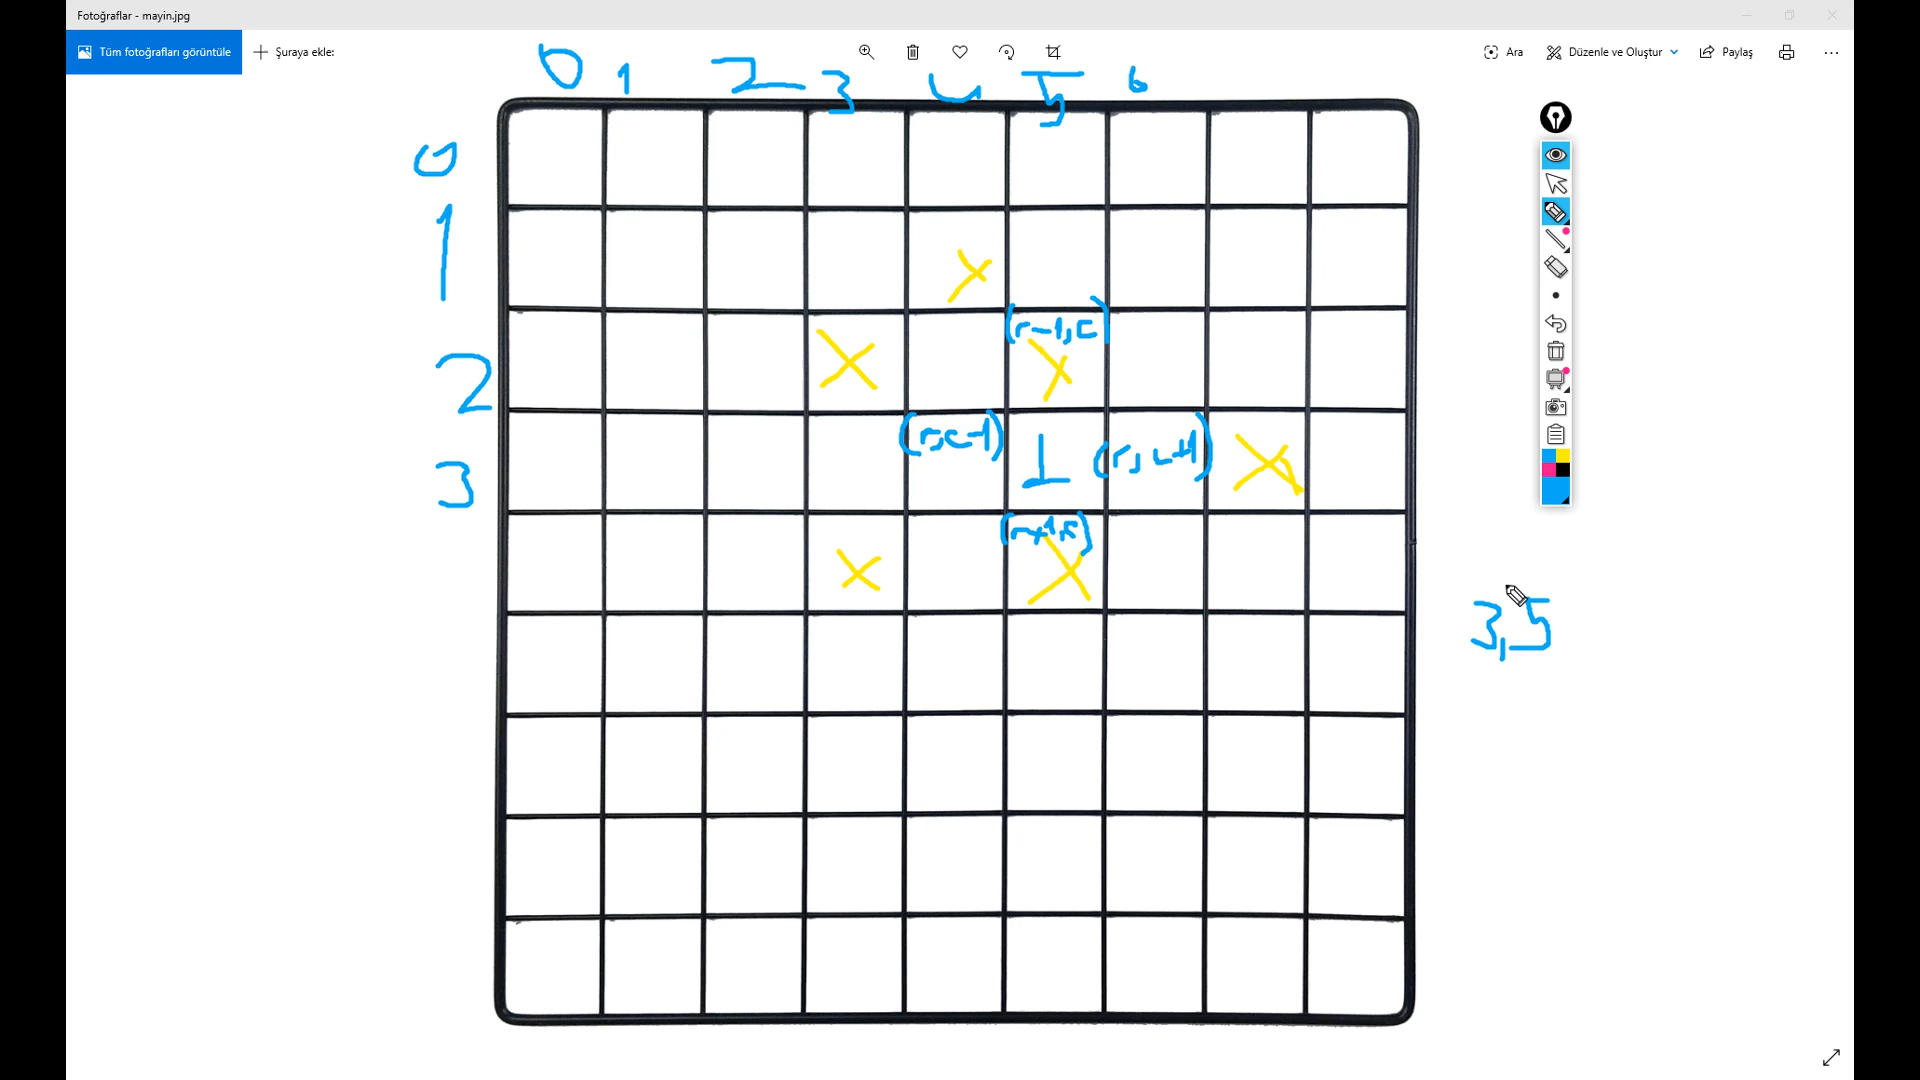 Fotoğraflar - mayin.jpg
Tüm fotoğrafları görüntüle Şuraya ekle: Ara Düzenle ve Oluştur Paylaş
0 1 2 3 4 5 6
0
1
X
2 X (r-1,c) X
3 (r,c-1) 1 (r,c+1) X
X (r+1,c) X
3,5